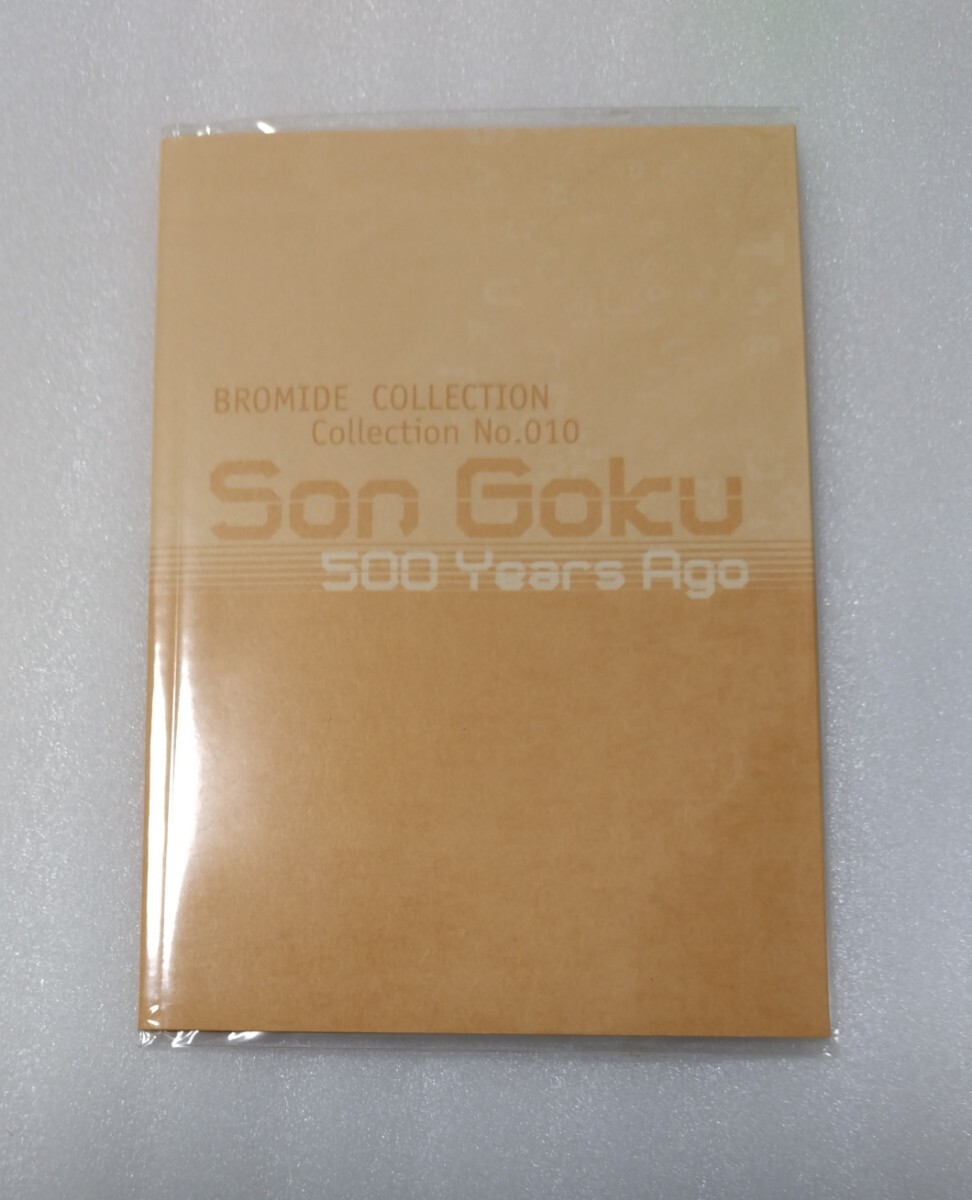 BROMIDE COLLECTION
Collection No.010
Son Goku
500 Years Ago